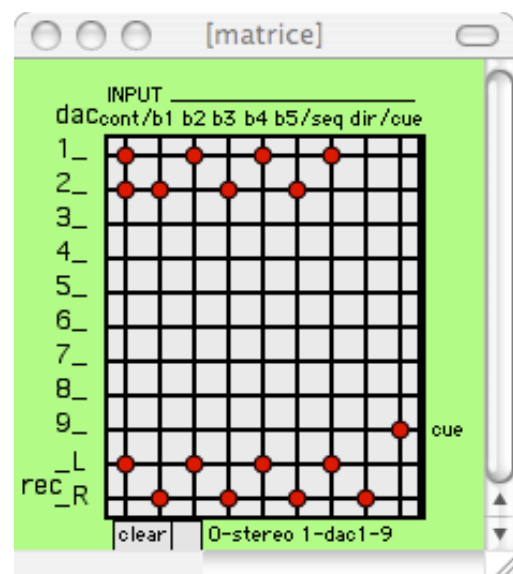 [matrice]
INPUT
dac cont/b1 b2 b3 b4 b5/seq dir/cue
1_
2_
3_
4_
5_
6_
7_
8_
9_ cue
_L
rec _R
clear 0-stereo 1-dac1-9